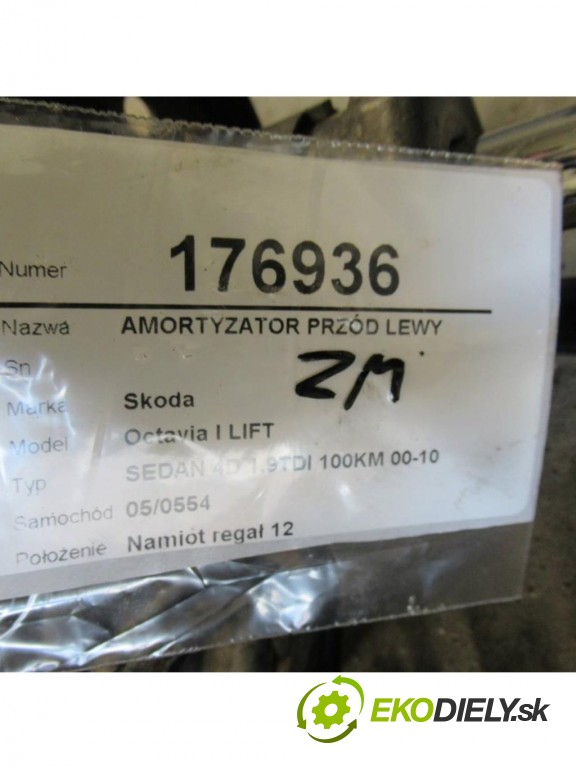 Numer 176936
Nazwa AMORTYZATOR PRZÓD LEWY
Sn ZM
Marka Skoda
Model Octavia I LIFT
Typ SEDAN 4D 1.9TDI 100KM 00-10
Samochód 05/0554
Położenie Namiot regał 12
EKODIELY.sk